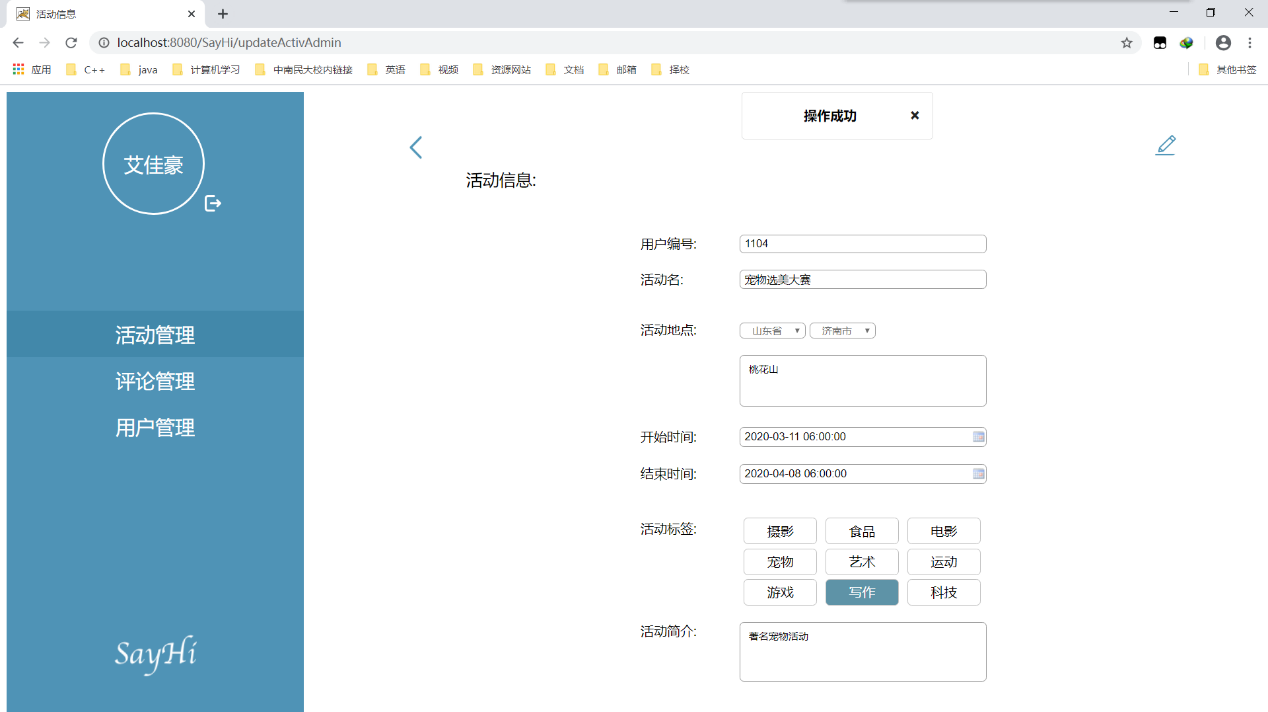 活动信息
localhost:8080/SayHi/updateActivAdmin
应用 C++ java 计算机学习 中南民大校内链接 英语 视频 资源网站 文档 邮箱 择校 其他书签
操作成功
艾佳豪
活动信息:
用户编号: 1104
活动名: 宠物选美大赛
活动管理
活动地点: 山东省 济南市
评论管理
桃花山
用户管理
开始时间: 2020-03-11 06:00:00
结束时间: 2020-04-08 06:00:00
活动标签: 摄影 食品 电影
宠物 艺术 运动
游戏 写作 科技
活动简介: 著名宠物活动
SayHi